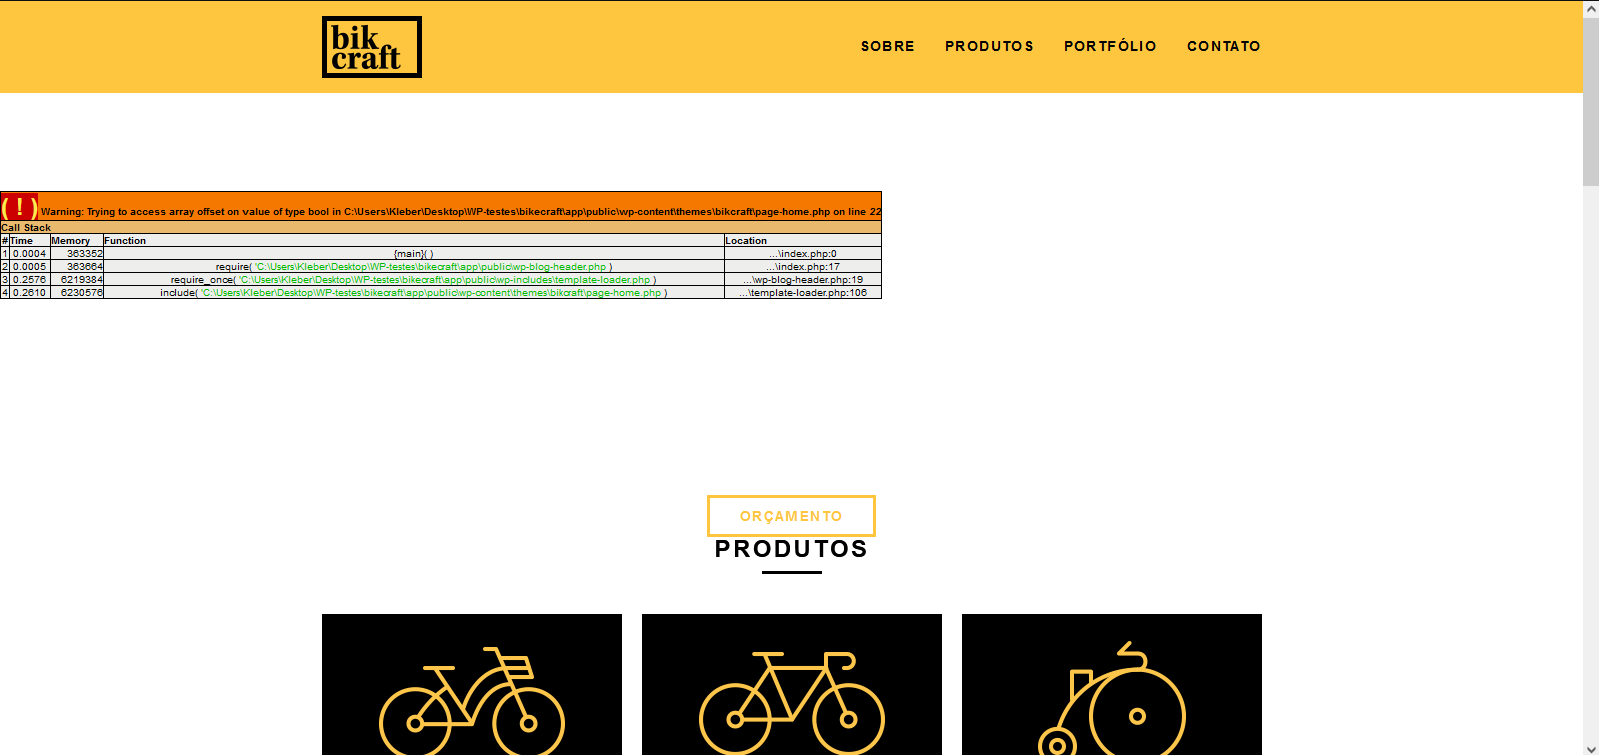 bik
craft
SOBRE PRODUTOS PORTFÓLIO CONTATO
( ! ) Warning: Trying to access array offset on value of type bool in C:\Users\Kleber\Desktop\WP-testes\bikecraft\app\public\wp-content\themes\bikcraft\page-home.php on line 22
Call Stack
# Time Memory Function Location
1 0.0004 363352 {main}( ) ...\index.php:0
2 0.0005 363664 require( 'C:\Users\Kleber\Desktop\WP-testes\bikecraft\app\public\wp-blog-header.php ) ...\index.php:17
3 0.2576 6219384 require_once( 'C:\Users\Kleber\Desktop\WP-testes\bikecraft\app\public\wp-includes\template-loader.php ) ...\wp-blog-header.php:19
4 0.2610 6230576 include( 'C:\Users\Kleber\Desktop\WP-testes\bikecraft\app\public\wp-content\themes\bikcraft\page-home.php ) ...\template-loader.php:106
ORÇAMENTO
PRODUTOS